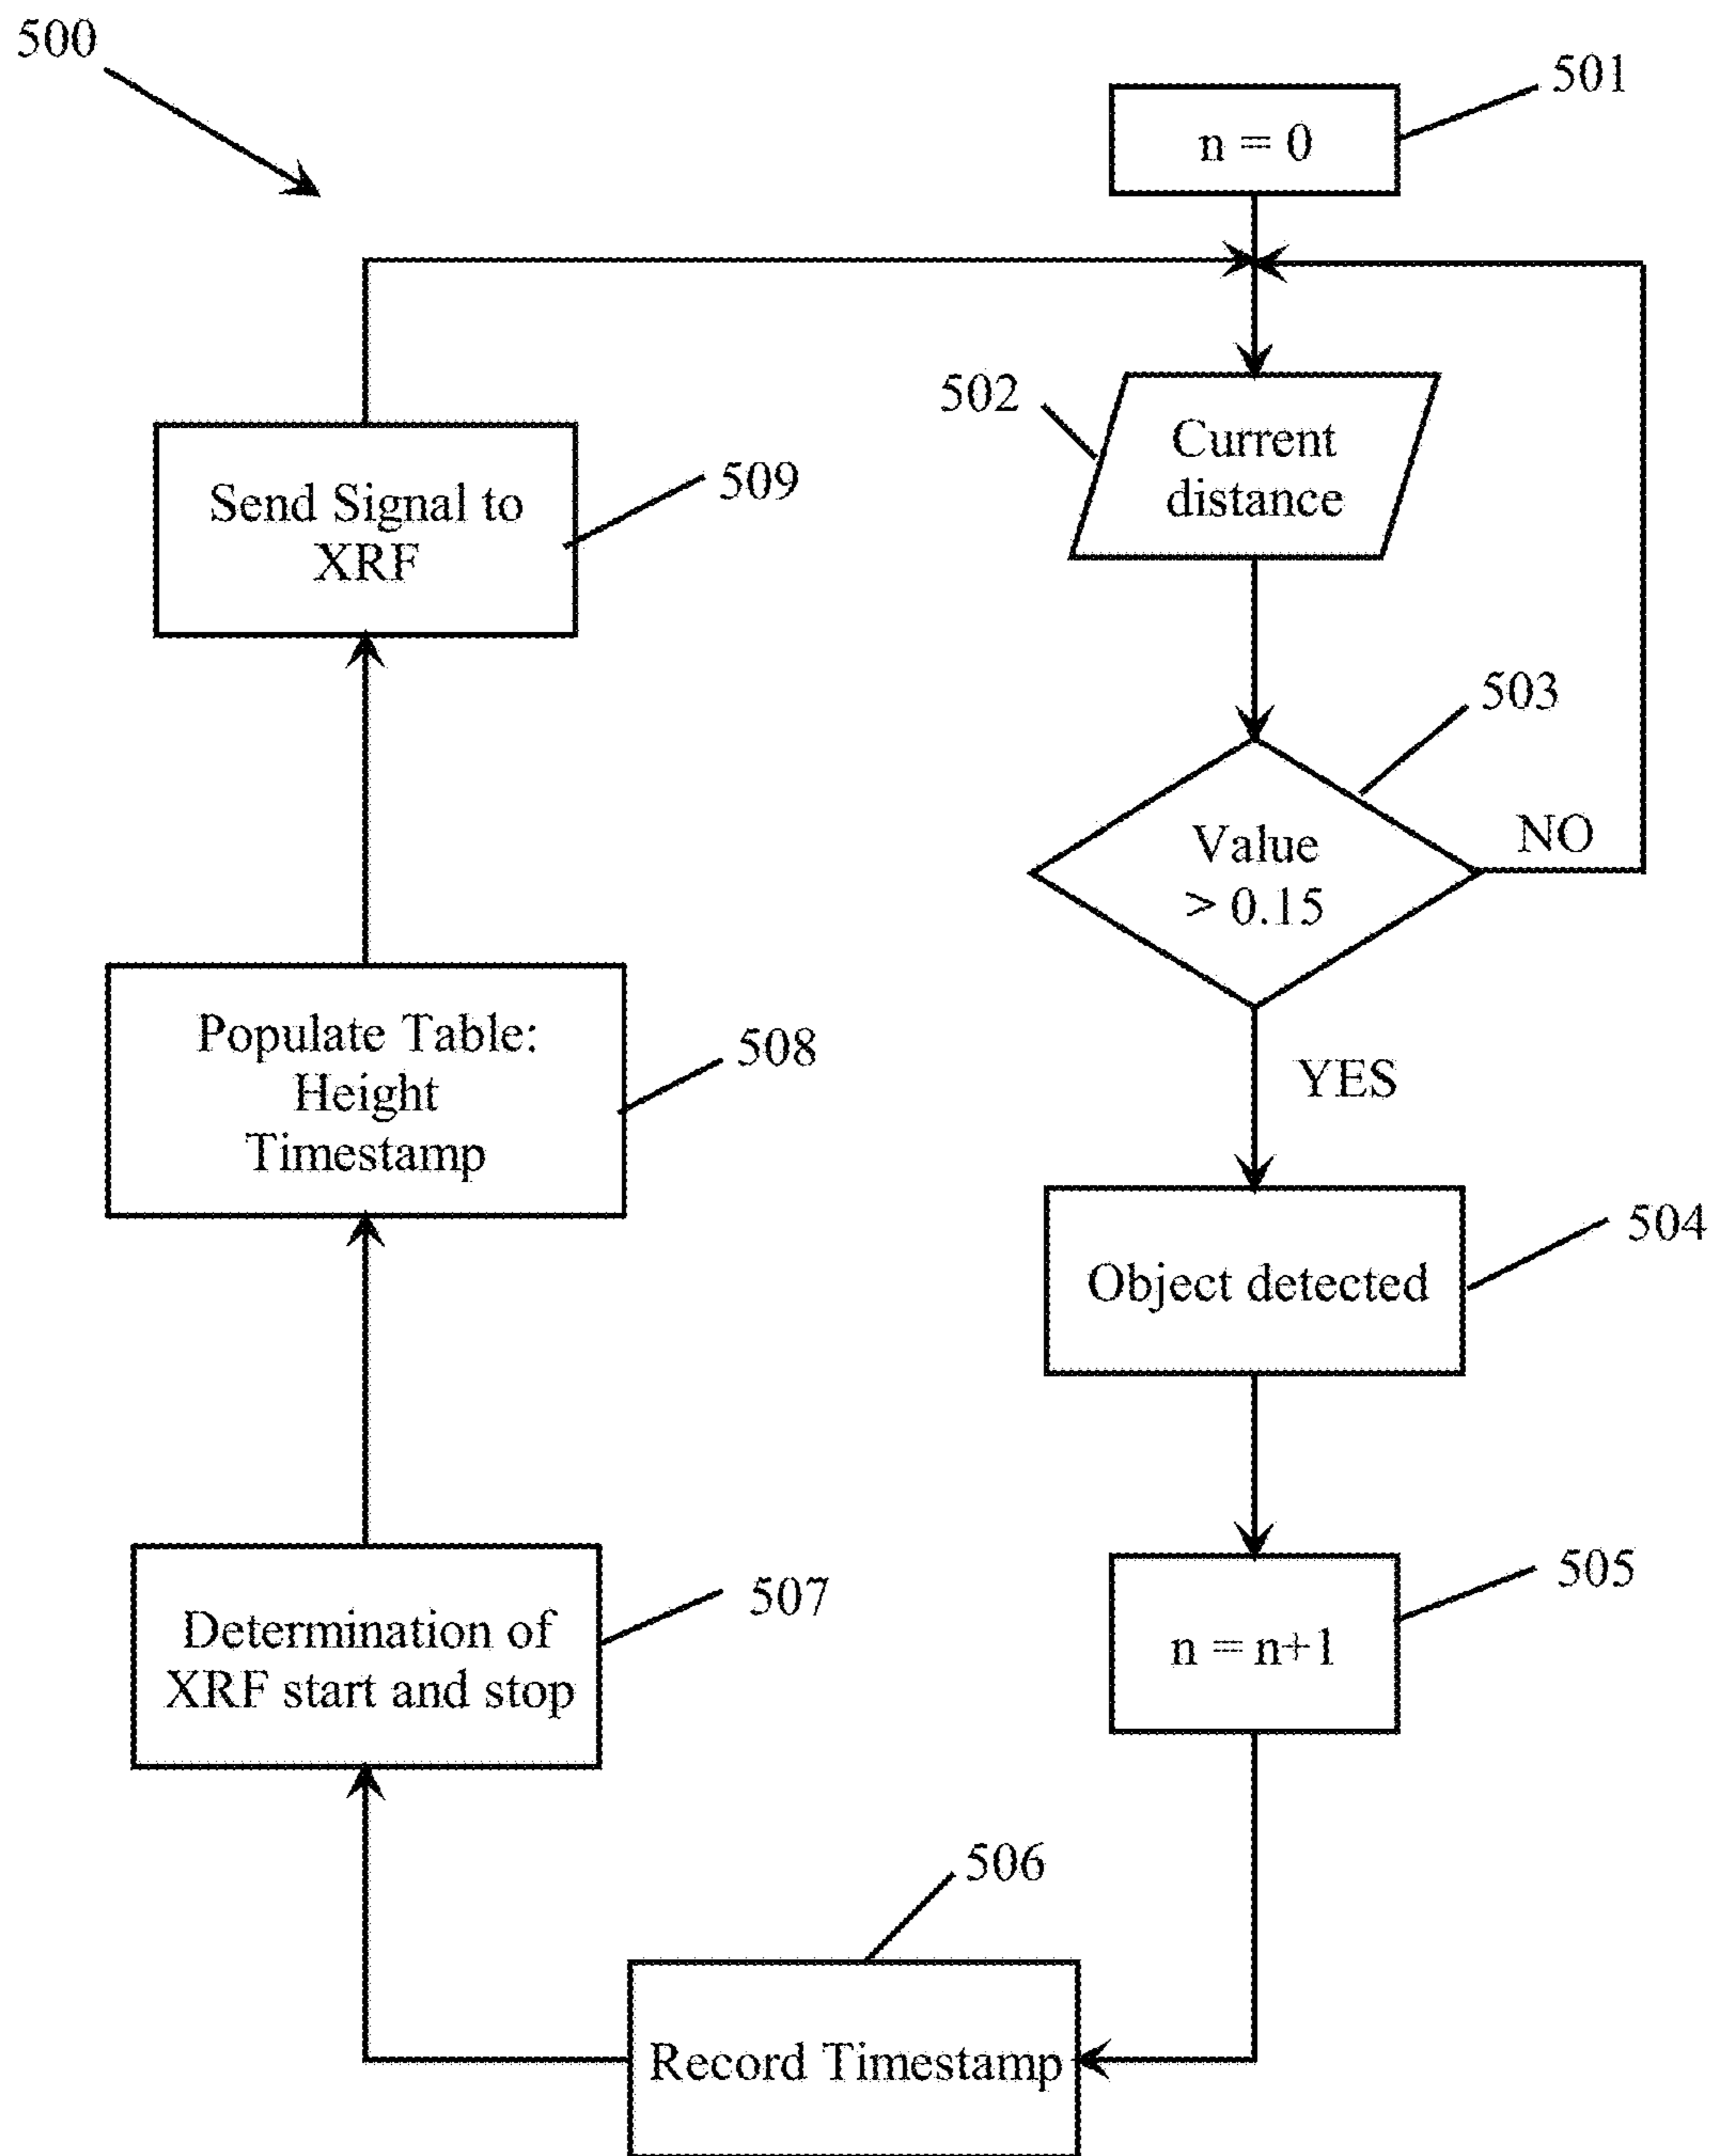 500
501
n = 0
502
Current
distance
503
Value
> 0.15
NO
YES
504
Object detected
505
n = n+1
506
Record Timestamp
507
Determination of
XRF start and stop
508
Populate Table:
Height
Timestamp
509
Send Signal to
XRF